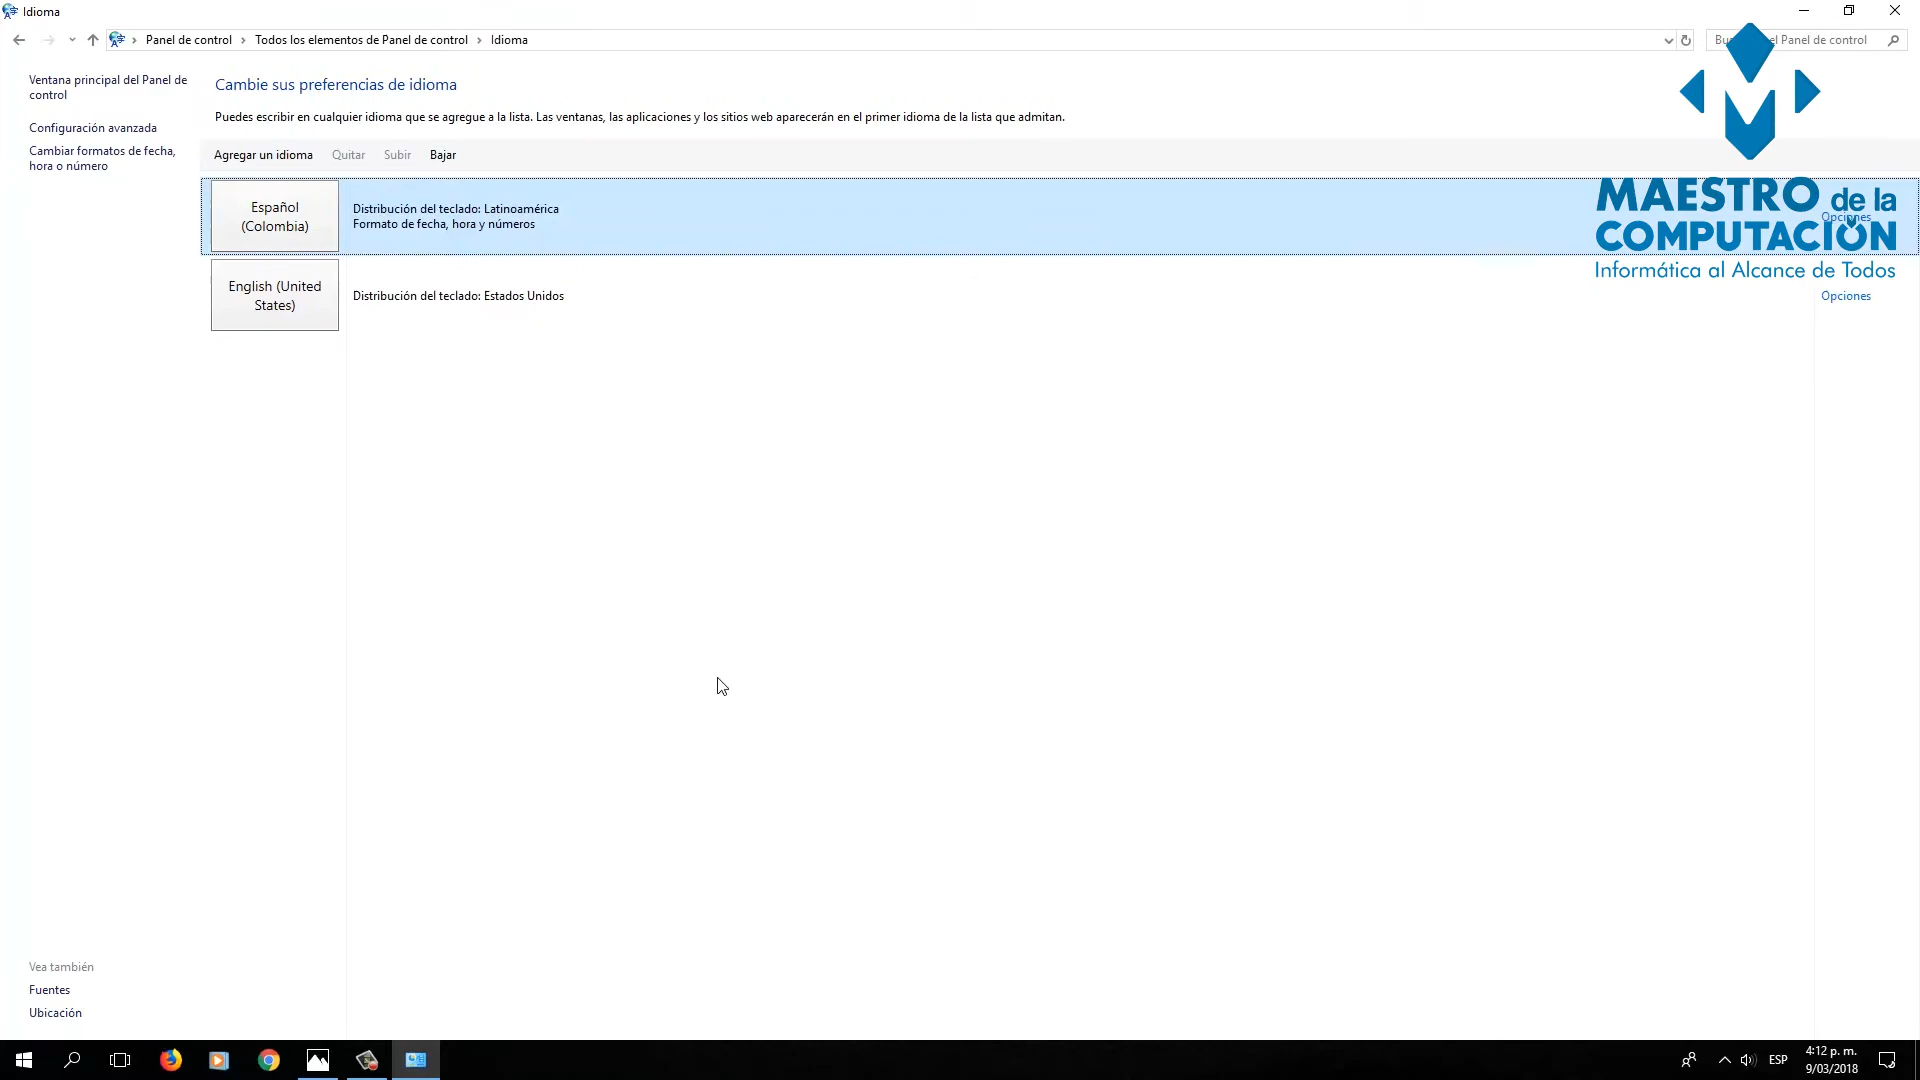 Idioma
Panel de control
Todos los elementos de Panel de control
Idioma
el Panel de control
Ventana principal del Panel de
control
Configuración avanzada
Cambiar formatos de fecha,
hora o número
Cambie sus preferencias de idioma
Puedes escribir en cualquier idioma que se agregue a la lista. Las ventanas, las aplicaciones y los sitios web aparecerán en el primer idioma de la lista que admitan.
Agregar un idioma Quitar Subir Bajar
Español
(Colombia)
Distribución del teclado: Latinoamérica
Formato de fecha, hora y números
Opciones
MAESTRO de la
COMPUTACIÓN
Informática al Alcance de Todos
English (United
States)
Distribución del teclado: Estados Unidos
Opciones
Vea también
Fuentes
Ubicación
ESP
4:12 p. m.
9/03/2018